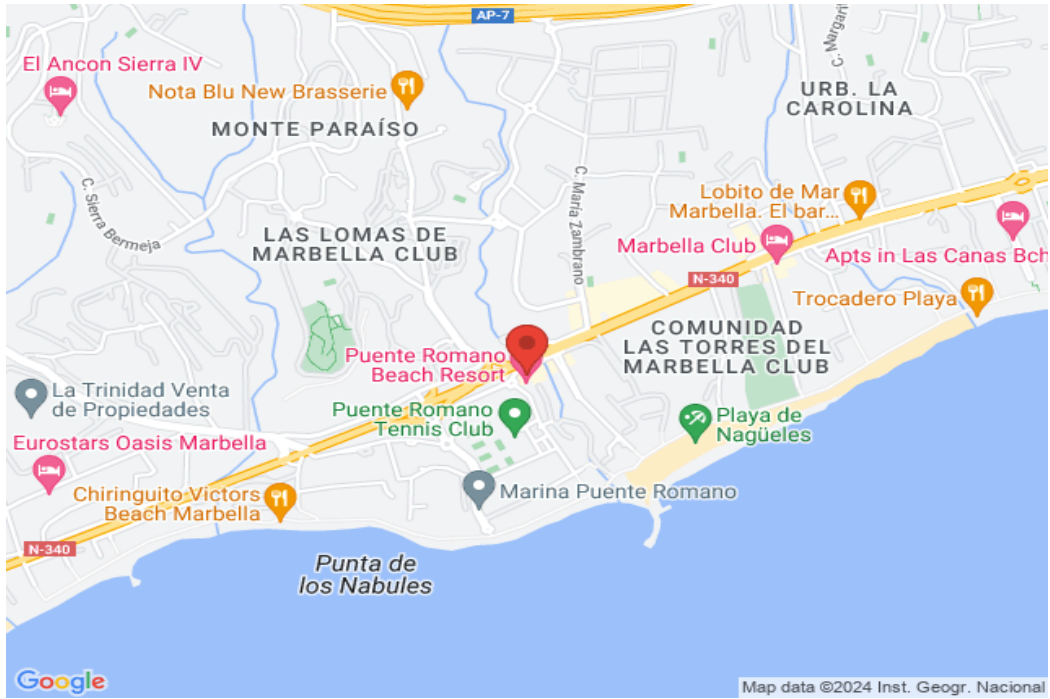 AP-7
El Ancon Sierra IV
Nota Blu New Brasserie
MONTE PARAÍSO
URB. LA
CAROLINA
C. Margari
C. Sierra Bermeja
C. María Zambrano
Lobito de Mar
Marbella. El bar...
LAS LOMAS DE
MARBELLA CLUB
Marbella Club
Apts in Las Canas Bch
N-340
Trocadero Playa
COMUNIDAD
LAS TORRES DEL
MARBELLA CLUB
Puente Romano
Beach Resort
La Trinidad Venta
de Propiedades
Puente Romano
Tennis Club
Playa de
Nagüeles
Eurostars Oasis Marbella
Chiringuito Victors
Beach Marbella
Marina Puente Romano
N-340
Punta de
los Nabules
Google
Map data ©2024 Inst. Geogr. Nacional